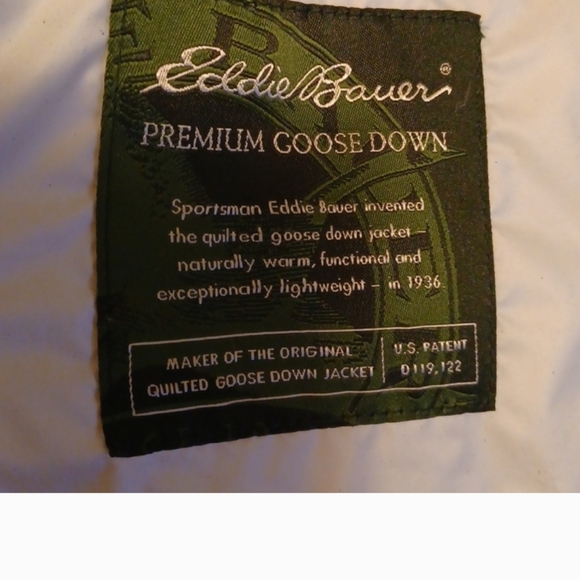 Eddie Bauer®
PREMIUM GOOSE DOWN
Sportsman Eddie Bauer invented
the quilted goose down jacket –
naturally warm, functional and
exceptionally lightweight – in 1936.
MAKER OF THE ORIGINAL
QUILTED GOOSE DOWN JACKET
U.S. PATENT
D119,122